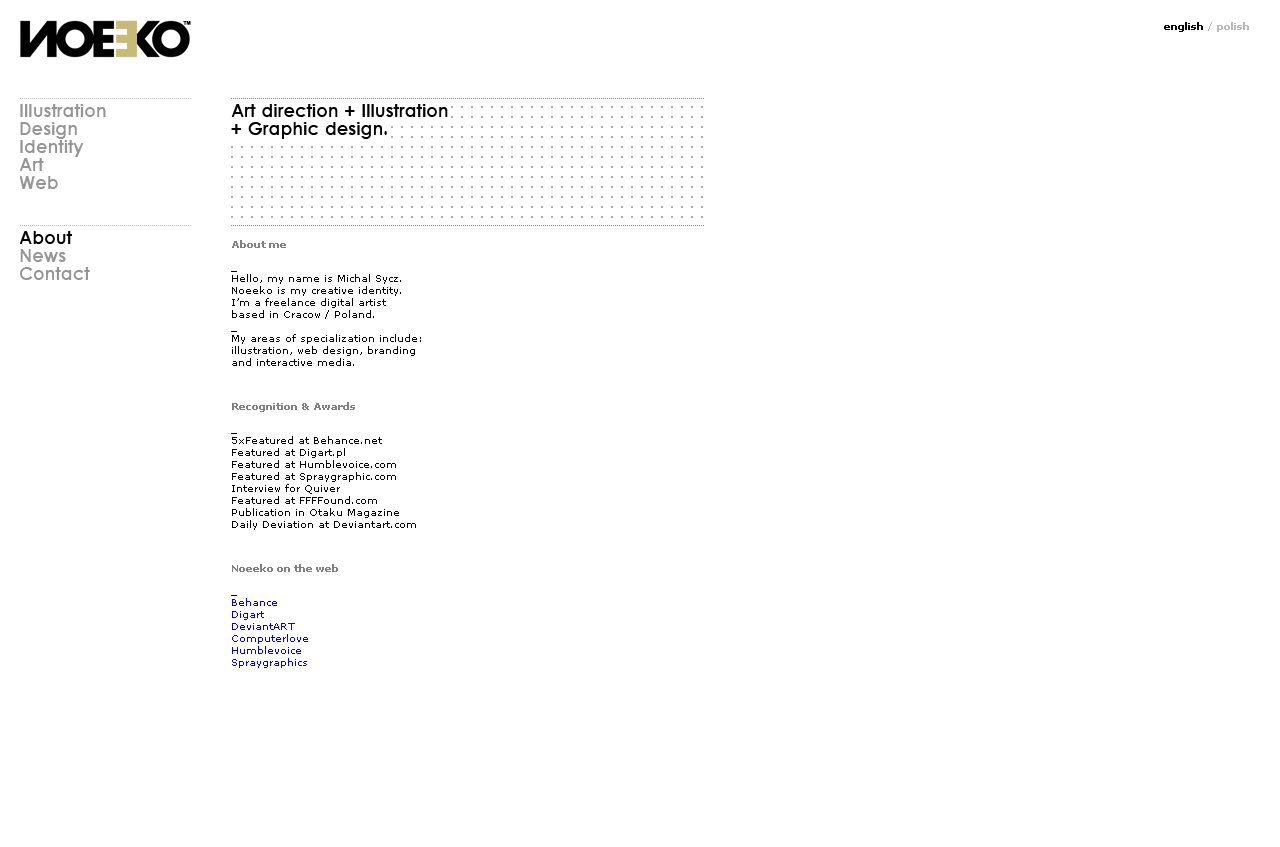 NOEEKO™
english / polish
Illustration
Design
Identity
Art
Web
About
News
Contact
Art direction + Illustration
+ Graphic design.
About me
_
Hello, my name is Michal Sycz.
Noeeko is my creative identity.
I'm a freelance digital artist
based in Cracow / Poland.
_
My areas of specialization include:
illustration, web design, branding
and interactive media.
Recognition & Awards
_
5xFeatured at Behance.net
Featured at Digart.pl
Featured at Humblevoice.com
Featured at Spraygraphic.com
Interview for Quiver
Featured at FFFFound.com
Publication in Otaku Magazine
Daily Deviation at Deviantart.com
Noeeko on the web
_
Behance
Digart
DeviantART
Computerlove
Humblevoice
Spraygraphics